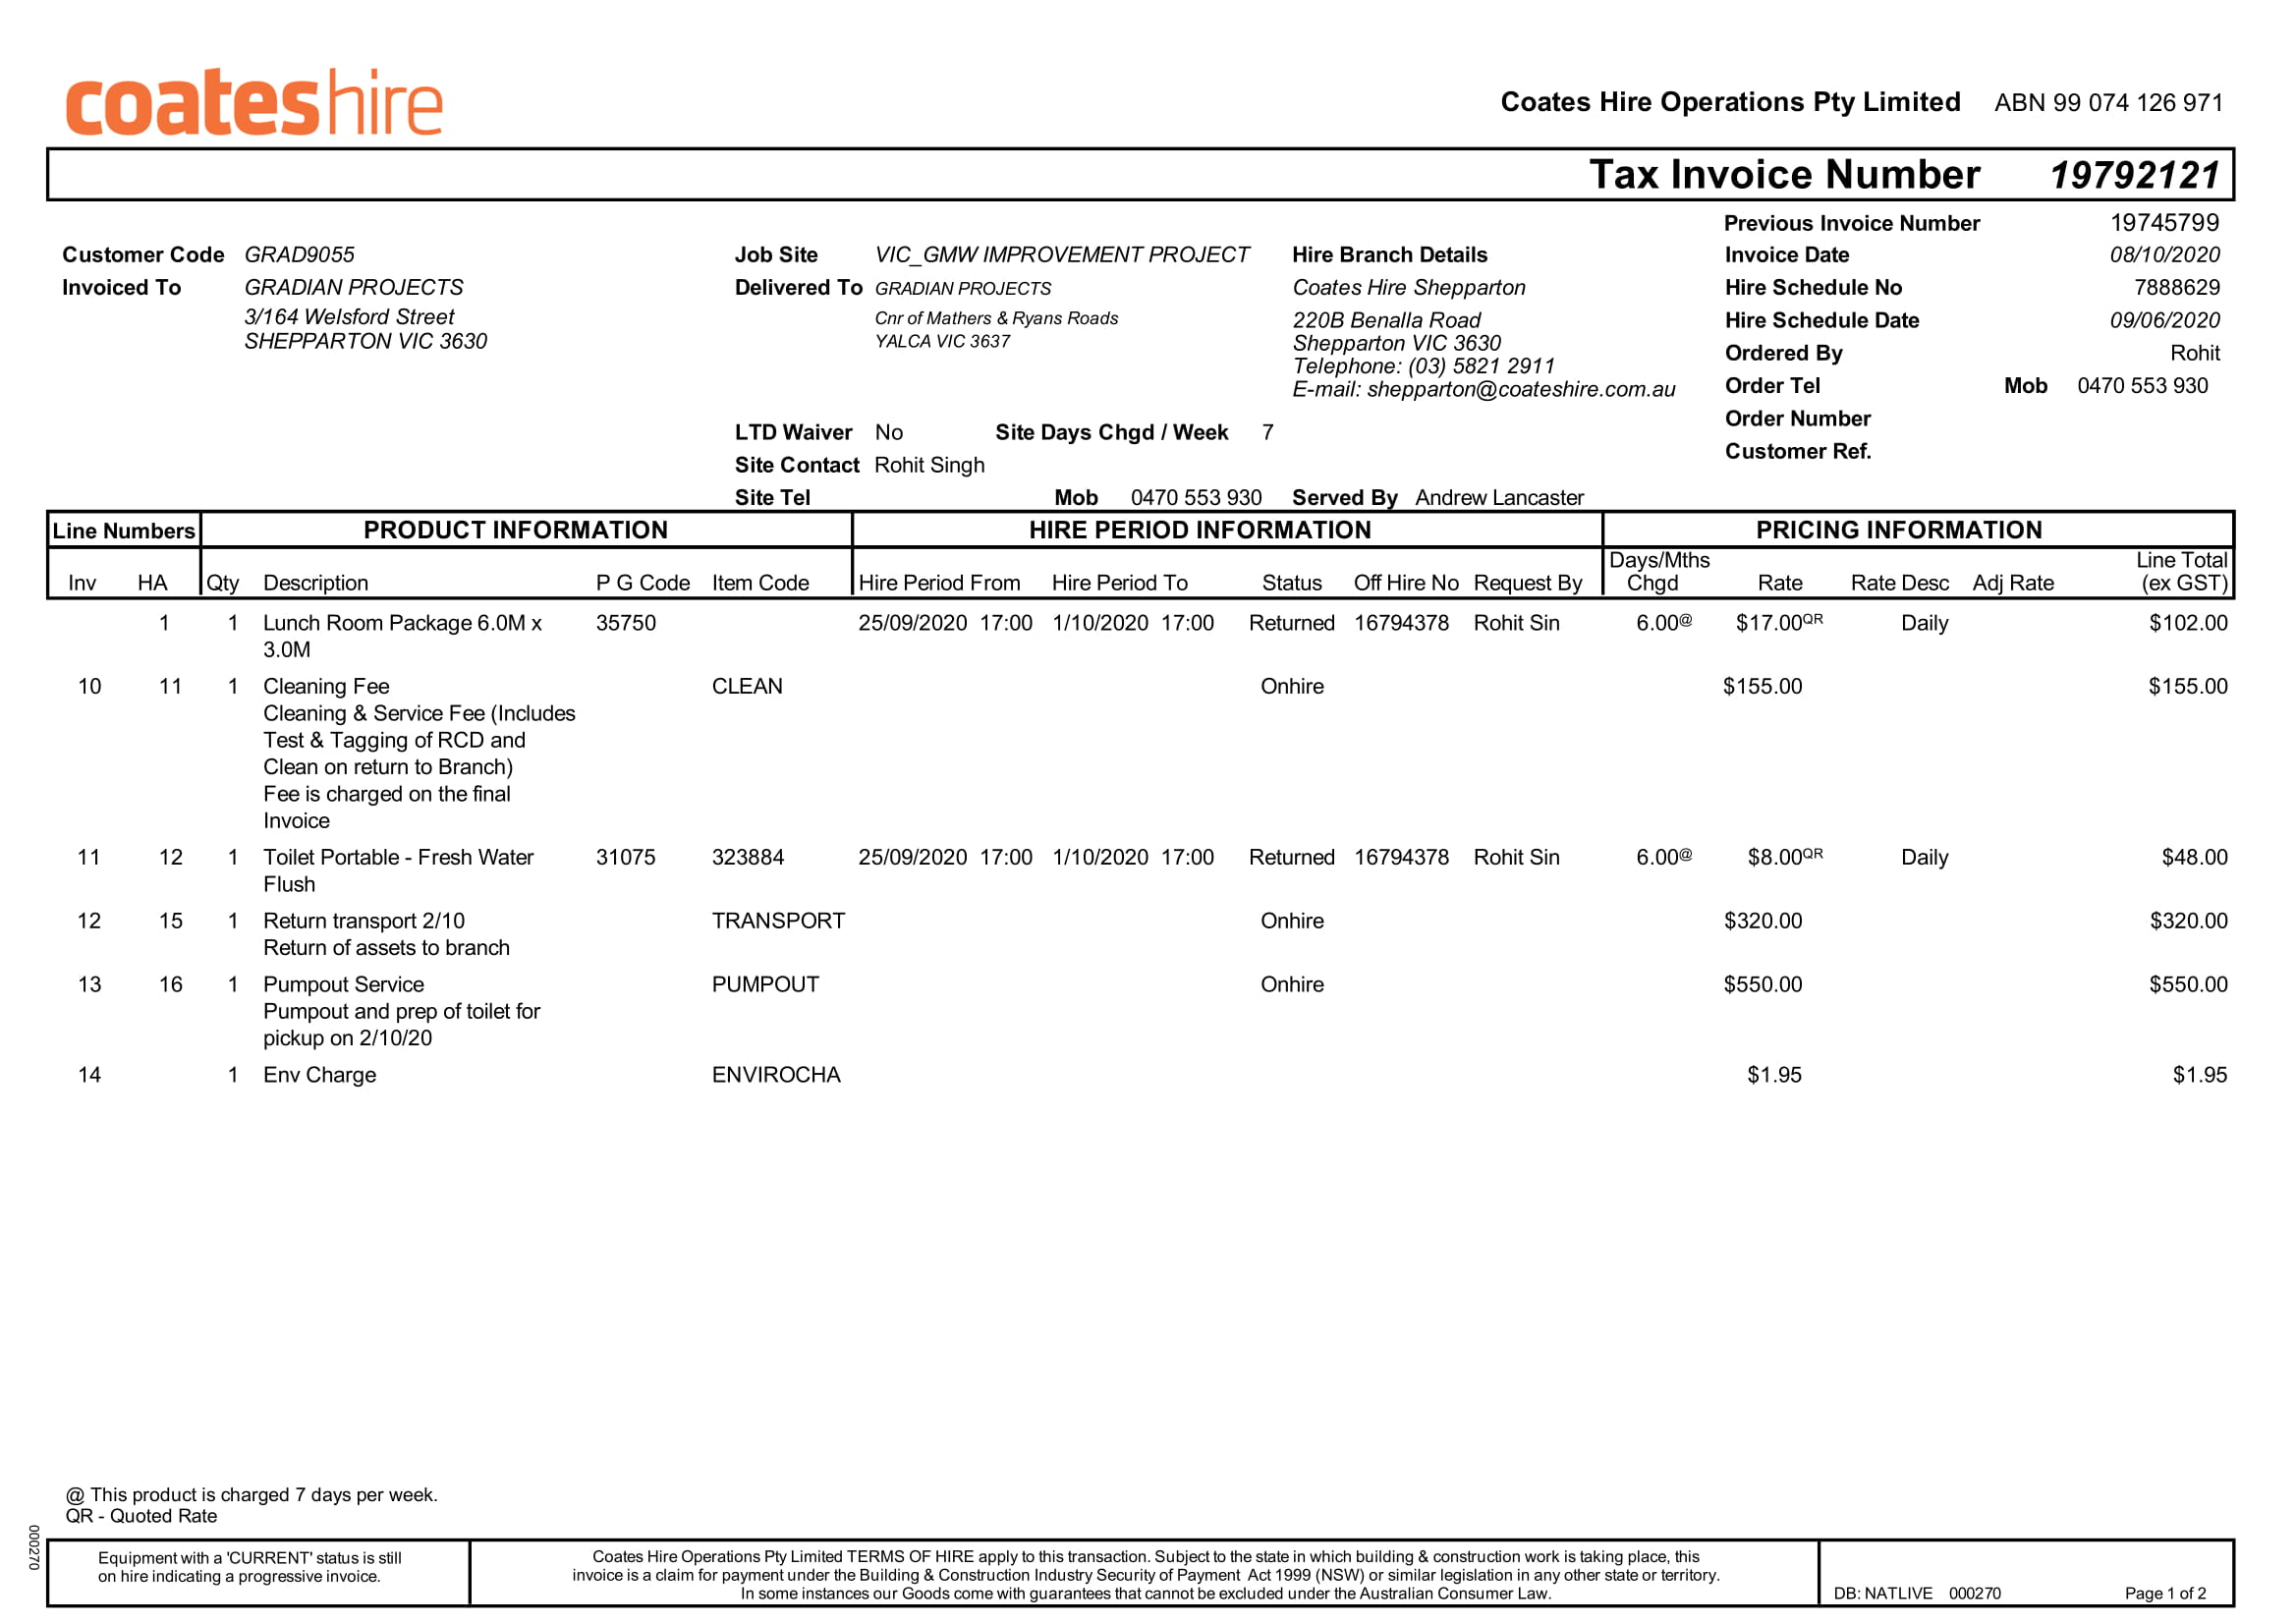 coateshire
Coates Hire Operations Pty Limited ABN 99 074 126 971
Tax Invoice Number 19792121
Previous Invoice Number 19745799
Customer Code GRAD9055 Job Site VIC_GMW IMPROVEMENT PROJECT Hire Branch Details Invoice Date 08/10/2020
Invoiced To GRADIAN PROJECTS Delivered To GRADIAN PROJECTS Coates Hire Shepparton Hire Schedule No 7888629
3/164 Welsford Street Cnr of Mathers & Ryans Roads 220B Benalla Road Hire Schedule Date 09/06/2020
SHEPPARTON VIC 3630 YALCA VIC 3637 Shepparton VIC 3630 Ordered By Rohit
Telephone: (03) 5821 2911
E-mail: shepparton@coateshire.com.au Order Tel Mob 0470 553 930
Order Number
LTD Waiver No Site Days Chgd / Week 7
Customer Ref.
Site Contact Rohit Singh
Site Tel Mob 0470 553 930 Served By Andrew Lancaster
Line Numbers PRODUCT INFORMATION HIRE PERIOD INFORMATION PRICING INFORMATION
Days/Mths Line Total
Inv HA Qty Description P G Code Item Code Hire Period From Hire Period To Status Off Hire No Request By Chgd Rate Rate Desc Adj Rate (ex GST)
1 1 Lunch Room Package 6.0M x 35750 25/09/2020 17:00 1/10/2020 17:00 Returned 16794378 Rohit Sin 6.00@ $17.00QR Daily $102.00
3.0M
10 11 1 Cleaning Fee CLEAN Onhire $155.00 $155.00
Cleaning & Service Fee (Includes
Test & Tagging of RCD and
Clean on return to Branch)
Fee is charged on the final
Invoice
11 12 1 Toilet Portable - Fresh Water 31075 323884 25/09/2020 17:00 1/10/2020 17:00 Returned 16794378 Rohit Sin 6.00@ $8.00QR Daily $48.00
Flush
12 15 1 Return transport 2/10 TRANSPORT Onhire $320.00 $320.00
Return of assets to branch
13 16 1 Pumpout Service PUMPOUT Onhire $550.00 $550.00
Pumpout and prep of toilet for
pickup on 2/10/20
14 1 Env Charge ENVIROCHA $1.95 $1.95
@ This product is charged 7 days per week.
QR - Quoted Rate
000270
Equipment with a 'CURRENT' status is still
on hire indicating a progressive invoice.
Coates Hire Operations Pty Limited TERMS OF HIRE apply to this transaction. Subject to the state in which building & construction work is taking place, this
invoice is a claim for payment under the Building & Construction Industry Security of Payment Act 1999 (NSW) or similar legislation in any other state or territory.
In some instances our Goods come with guarantees that cannot be excluded under the Australian Consumer Law.
DB: NATLIVE 000270 Page 1 of 2